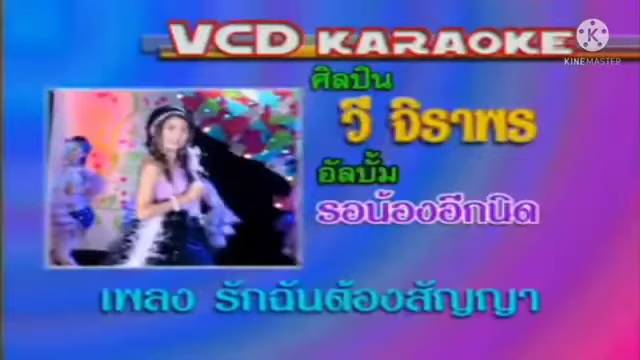 VCD KARAOKE
KINEMASTER
ศิลปิน
วี จิราพร
อัลบั้ม
รอน้องอีกนิด
เพลง รักฉันต้องสัญญา